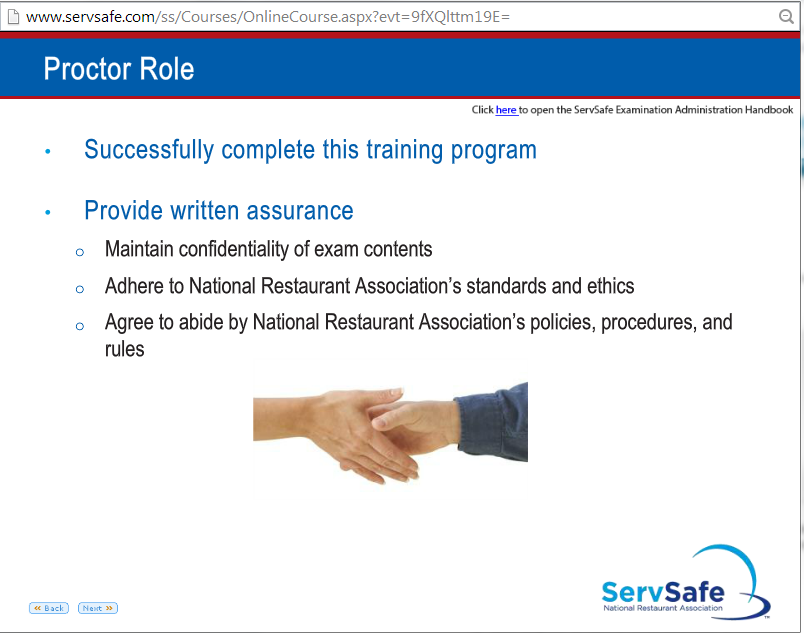 www.servsafe.com/ss/Courses/OnlineCourse.aspx?evt=9fXQlttm19E=
Proctor Role
Click here to open the ServSafe Examination Administration Handbook
• Successfully complete this training program
• Provide written assurance
o Maintain confidentiality of exam contents
o Adhere to National Restaurant Association’s standards and ethics
o Agree to abide by National Restaurant Association’s policies, procedures, and
rules
ServSafe
National Restaurant Association ™
« Back Next »